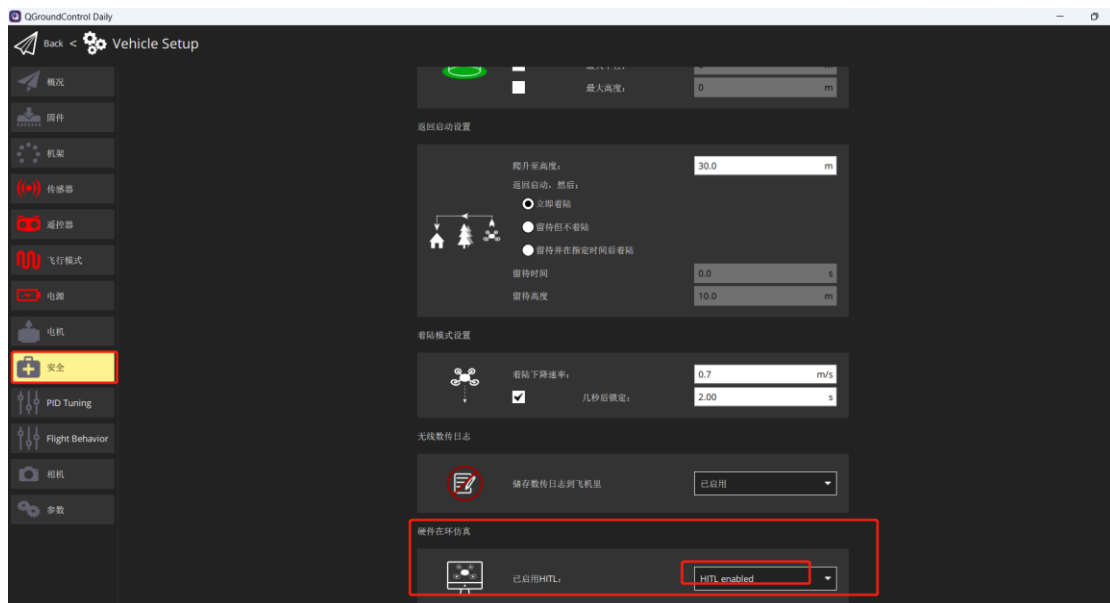 QGroundControl Daily
Back < Vehicle Setup
概况
固件
机架
传感器
遥控器
飞行模式
电源
电机
安全
PID Tuning
Flight Behavior
相机
参数
最大高度: 0 m
返回启动设置
爬升至高度: 30.0 m
返回启动，然后:
立即着陆
留待但不着陆
留待并在指定时间后着陆
留待时间 0.0 s
留待高度 10.0 m
着陆模式设置
着陆下降速率: 0.7 m/s
几秒后锁定: 2.00 s
无线数传日志
储存数传日志到飞机里 已启用
硬件在环仿真
已启用HITL: HITL enabled